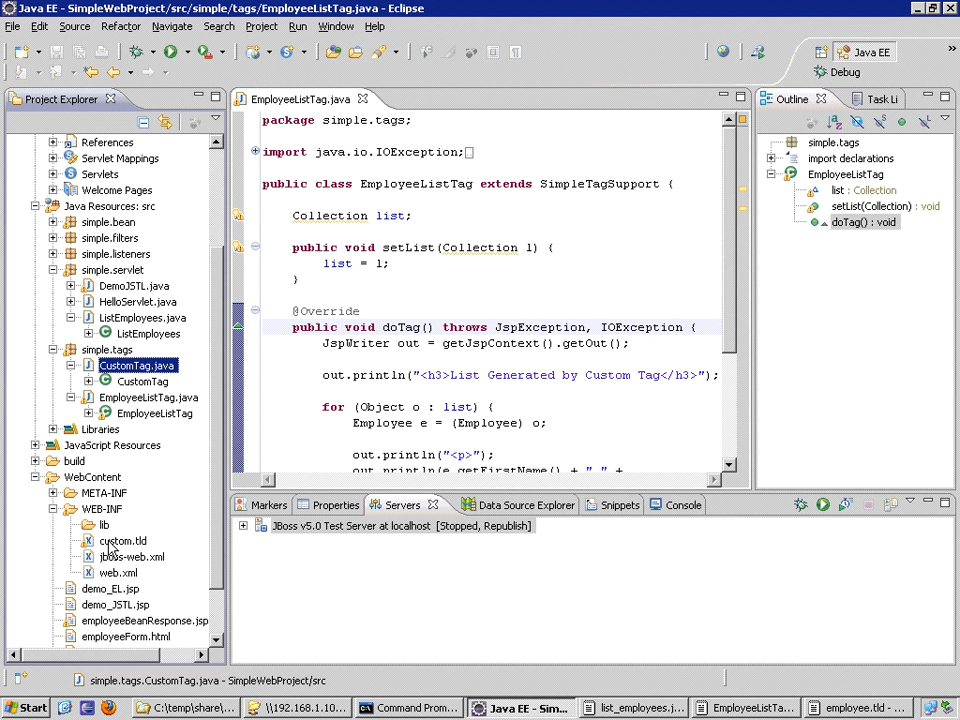 Java EE - SimpleWebProject/src/simple/tags/EmployeeListTag.java - Eclipse
File Edit Source Refactor Navigate Search Project Run Window Help
Java EE
Debug
Project Explorer
References
Servlet Mappings
Servlets
Welcome Pages
Java Resources: src
simple.bean
simple.filters
simple.listeners
simple.servlet
DemoJSTL.java
HelloServlet.java
ListEmployees.java
ListEmployees
simple.tags
CustomTag.java
CustomTag
EmployeeListTag.java
EmployeeListTag
Libraries
JavaScript Resources
build
WebContent
META-INF
WEB-INF
lib
custom.tld
jboss-web.xml
web.xml
demo_EL.jsp
demo_JSTL.jsp
employeeBeanResponse.jsp
employeeForm.html
EmployeeListTag.java
package simple.tags;
import java.io.IOException;
public class EmployeeListTag extends SimpleTagSupport {
Collection list;
public void setList(Collection l) {
list = l;
}
@Override
public void doTag() throws JspException, IOException {
JspWriter out = getJspContext().getOut();
out.println("<h3>List Generated by Custom Tag</h3>");
for (Object o : list) {
Employee e = (Employee) o;
out.println("<p>");
out.println(e.getFirstName() + " " +
Outline
Task Li
simple.tags
import declarations
EmployeeListTag
list : Collection
setList(Collection) : void
doTag() : void
Markers Properties Servers Data Source Explorer Snippets Console
JBoss v5.0 Test Server at localhost [Stopped, Republish]
simple.tags.CustomTag.java - SimpleWebProject/src
Start
C:\temp\share\...
\\192.168.1.10...
Command Prom...
Java EE - Sim...
list_employees.j...
EmployeeListTa...
employee.tld - ...